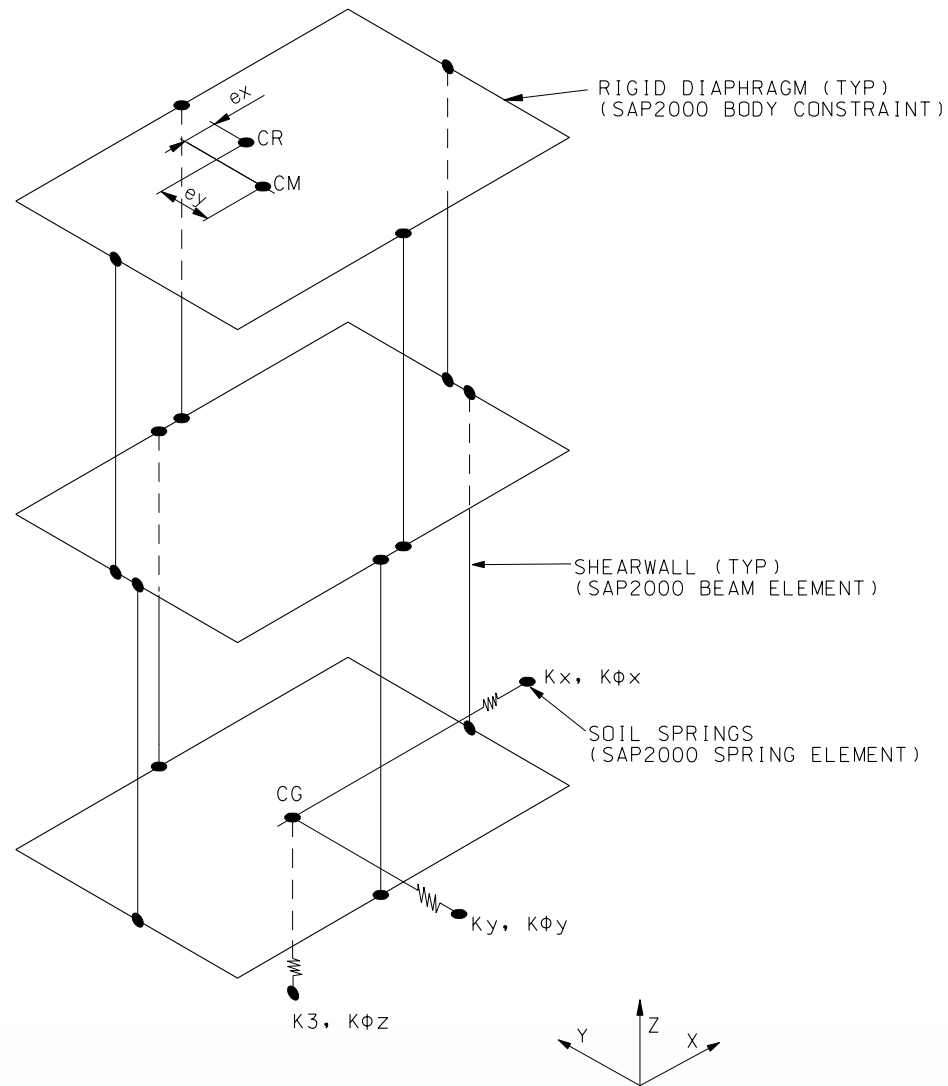 RIGID DIAPHRAGM (TYP)
(SAP2000 BODY CONSTRAINT)
ex
CR
CM
ey
SHEARWALL (TYP)
(SAP2000 BEAM ELEMENT)
Kx, Kφx
SOIL SPRINGS
(SAP2000 SPRING ELEMENT)
CG
Ky, Kφy
K3, Kφz
Y
Z
X